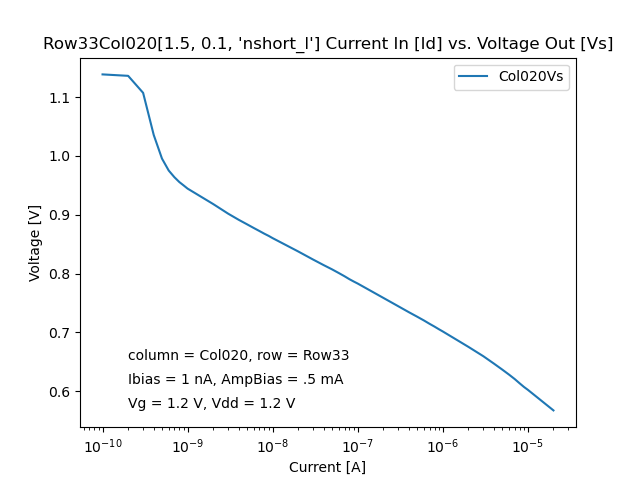 Row33Col020[1.5, 0.1, 'nshort_l'] Current In [Id] vs. Voltage Out [Vs]
Col020Vs
Voltage [V]
1.1
1.0
0.9
0.8
0.7
0.6
column = Col020, row = Row33
Ibias = 1 nA, AmpBias = .5 mA
Vg = 1.2 V, Vdd = 1.2 V
10⁻¹⁰ 10⁻⁹ 10⁻⁸ 10⁻⁷ 10⁻⁶ 10⁻⁵
Current [A]